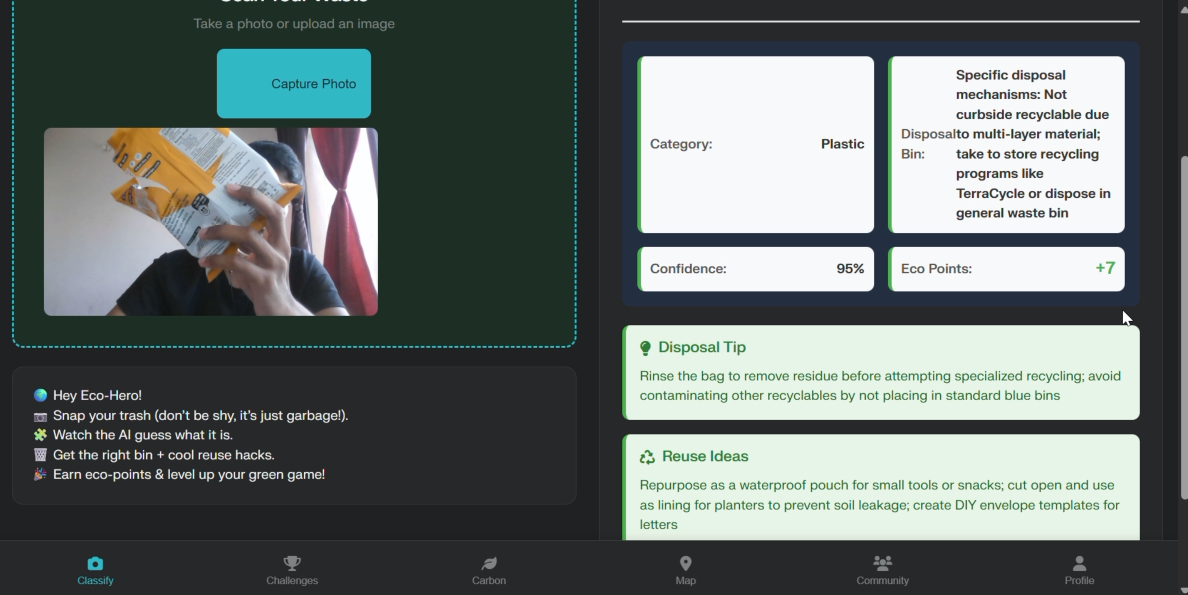 Scan Your Waste
Take a photo or upload an image
Capture Photo
🌍 Hey Eco-Hero!
📷 Snap your trash (don't be shy, it's just garbage!).
🧩 Watch the AI guess what it is.
🗑️ Get the right bin + cool reuse hacks.
🎉 Earn eco-points & level up your green game!
Category: Plastic
Disposal Bin:
Specific disposal
mechanisms: Not
curbside recyclable due
to multi-layer material;
take to store recycling
programs like
TerraCycle or dispose in
general waste bin
Confidence: 95%
Eco Points: +7
Disposal Tip
Rinse the bag to remove residue before attempting specialized recycling; avoid
contaminating other recyclables by not placing in standard blue bins
Reuse Ideas
Repurpose as a waterproof pouch for small tools or snacks; cut open and use
as lining for planters to prevent soil leakage; create DIY envelope templates for
letters
Classify
Challenges
Carbon
Map
Community
Profile